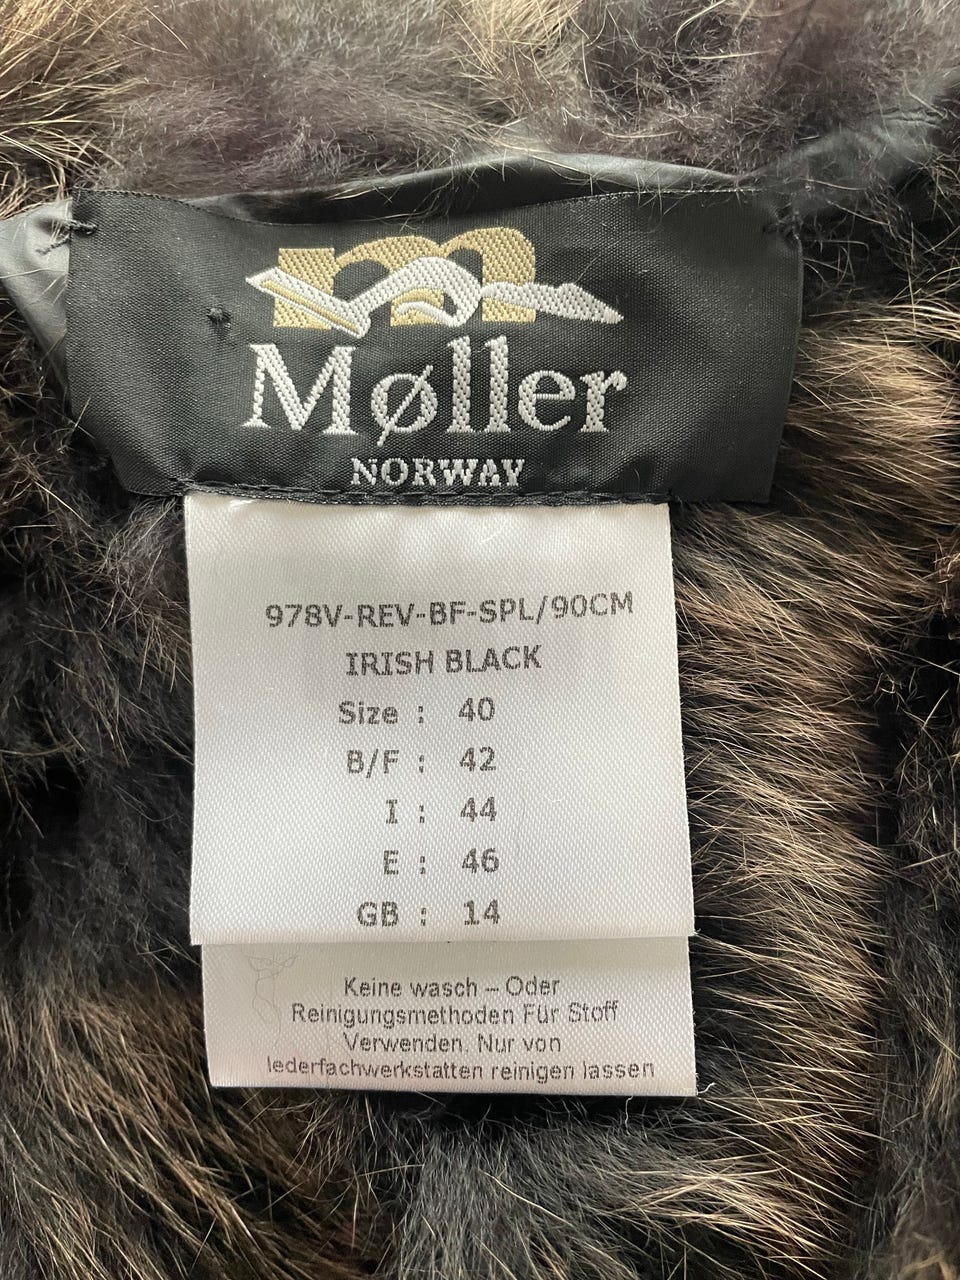 m
Møller
NORWAY
978V-REV-BF-SPL/90CM
IRISH BLACK
Size : 40
B/F : 42
I : 44
E : 46
GB : 14
Keine wasch – Oder
Reinigungsmethoden Für Stoff
Verwenden. Nur von
lederfachwerkstatten reinigen lassen